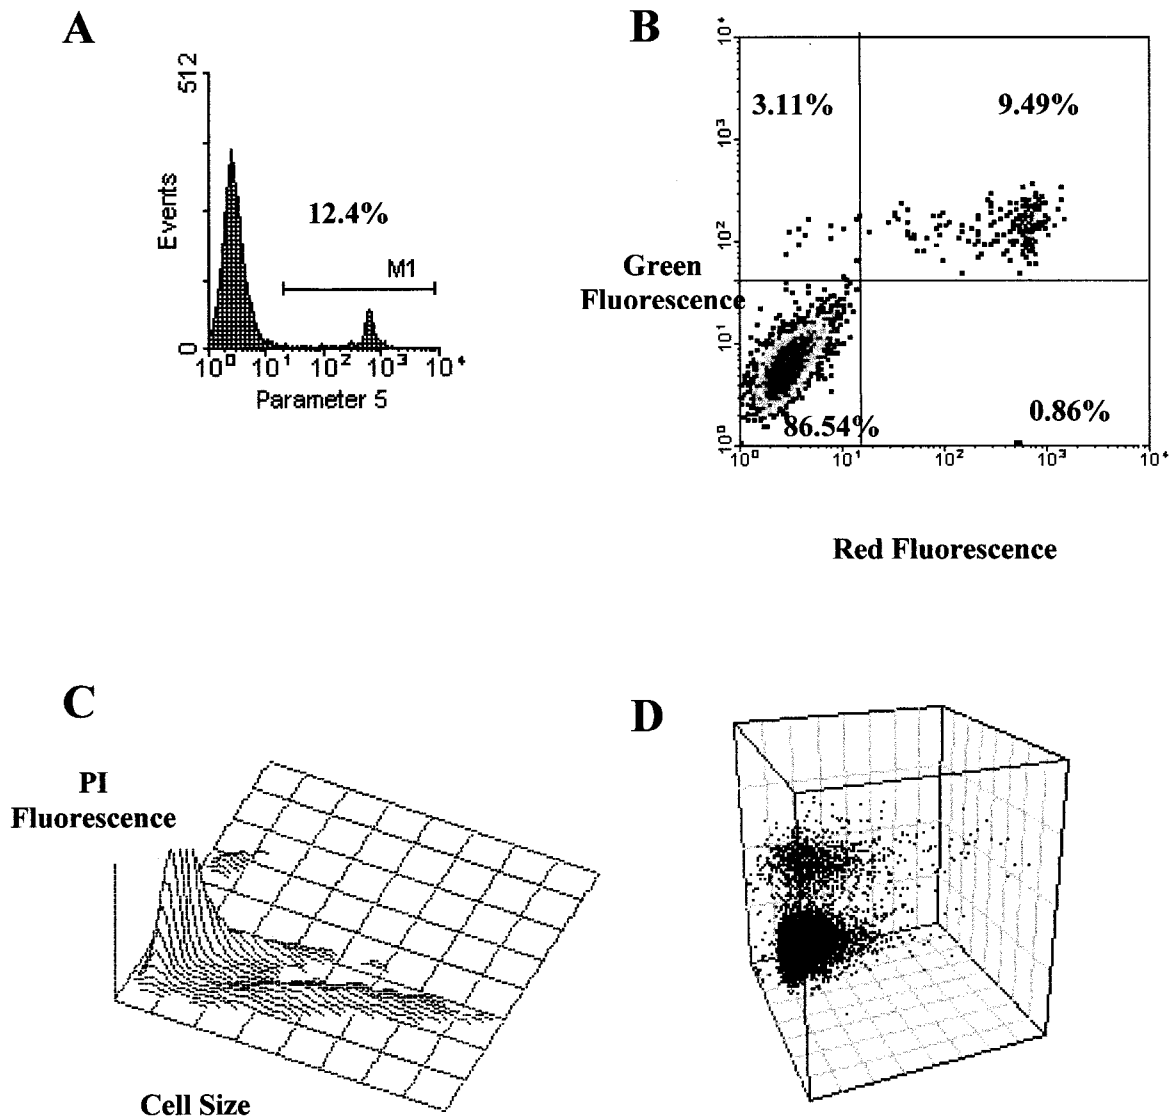 A
512
Events
0
12.4%
M1
10⁰ 10¹ 10² 10³ 10⁴
Parameter 5
B
10⁴
10³
10²
10¹
10⁰
3.11%
9.49%
Green
Fluorescence
86.54%
0.86%
10⁰ 10¹ 10² 10³ 10⁴
Red Fluorescence
C
PI
Fluorescence
Cell Size
D